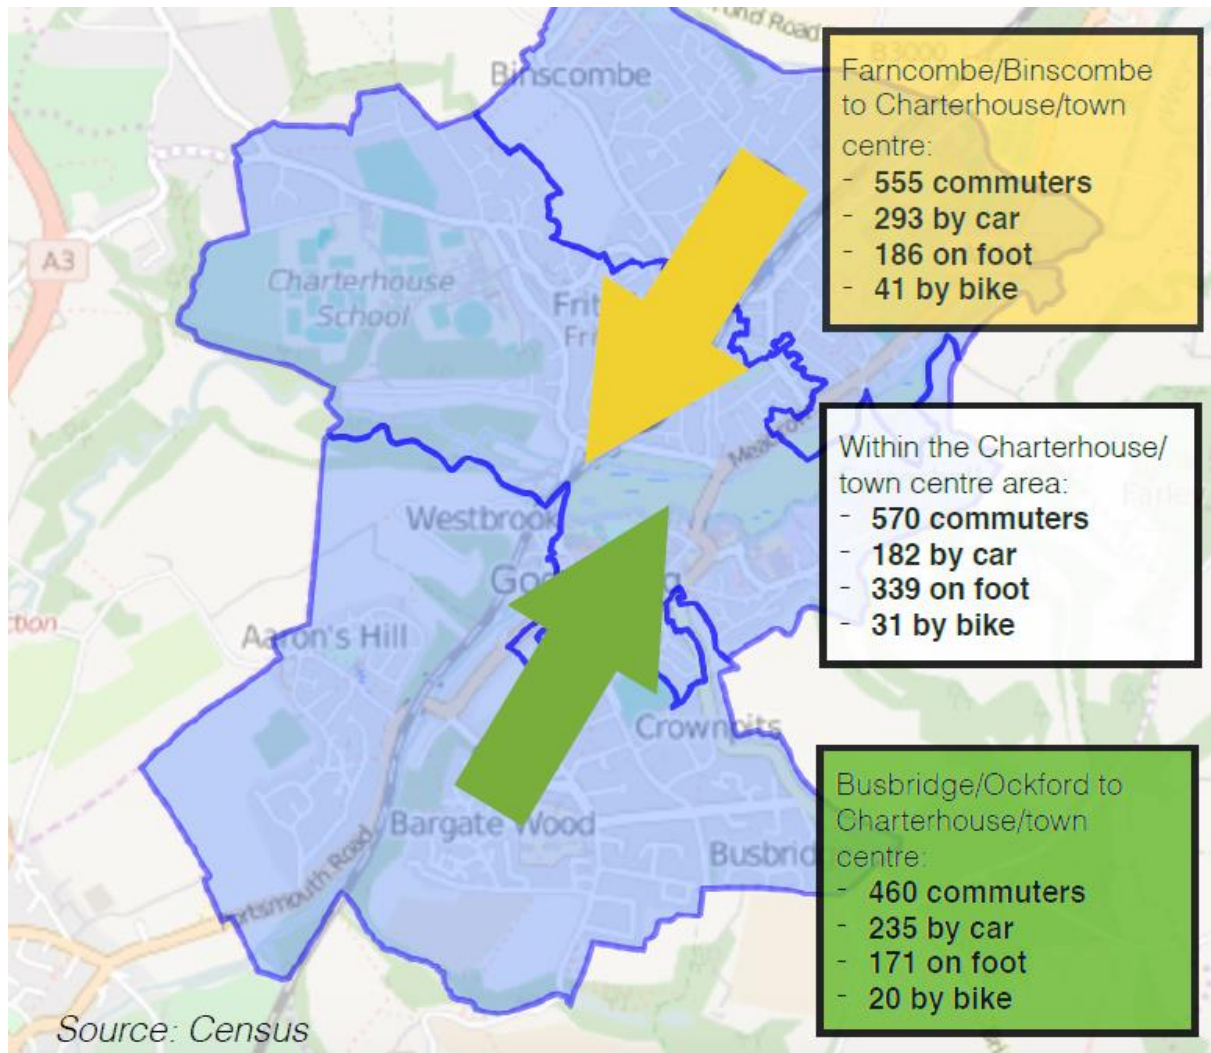 Binscombe
B3000
A3
Charterhouse
School
Farncombe/Binscombe
to Charterhouse/town
centre:
- 555 commuters
- 293 by car
- 186 on foot
- 41 by bike
Within the Charterhouse/
town centre area:
- 570 commuters
- 182 by car
- 339 on foot
- 31 by bike
Westbrook
Aaron's Hill
Crownpits
Bargate Wood
Busbridge/Ockford to
Charterhouse/town
centre:
- 460 commuters
- 235 by car
- 171 on foot
- 20 by bike
Source: Census